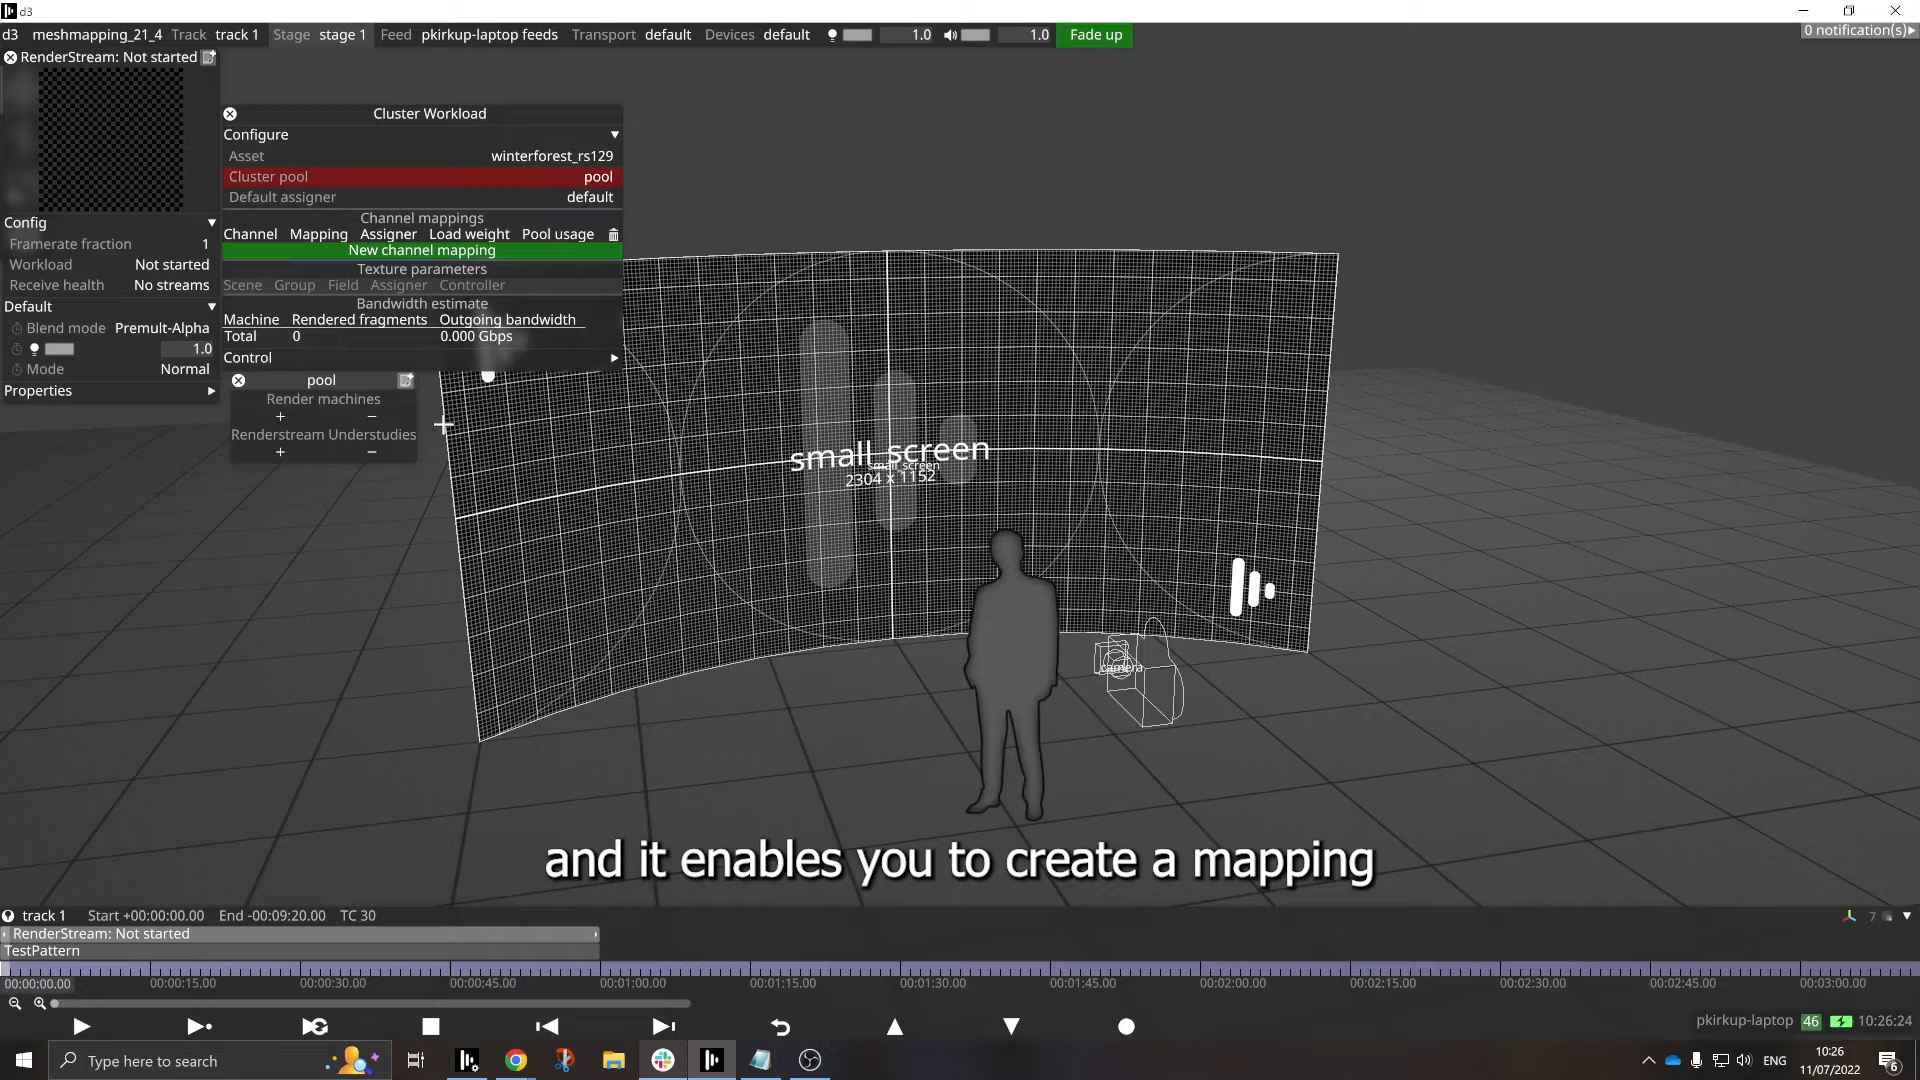 d3
d3 meshmapping_21_4 Track track 1 Stage stage 1 Feed pkirkup-laptop feeds Transport default Devices default 1.0 1.0 Fade up 0 notification(s)
RenderStream: Not started
Config
Framerate fraction 1
Workload Not started
Receive health No streams
Default
Blend mode Premult-Alpha
1.0
Mode Normal
Properties
Cluster Workload
Configure
Asset winterforest_rs129
Cluster pool pool
Default assigner default
Channel mappings
Channel Mapping Assigner Load weight Pool usage
New channel mapping
Texture parameters
Scene Group Field Assigner Controller
Bandwidth estimate
Machine Rendered fragments Outgoing bandwidth
Total 0 0.000 Gbps
Control
pool
Render machines
+ −
Renderstream Understudies
+ −
small_screen
small_screen
2304 x 1152
camera
and it enables you to create a mapping
track 1 Start +00:00:00.00 End -00:09:20.00 TC 30 7
RenderStream: Not started
TestPattern
00:00:00.00 00:00:15.00 00:00:30.00 00:00:45.00 00:01:00.00 00:01:15.00 00:01:30.00 00:01:45.00 00:02:00.00 00:02:15.00 00:02:30.00 00:02:45.00 00:03:00.00
pkirkup-laptop 46 10:26:24
Type here to search
ENG
10:26
11/07/2022
6